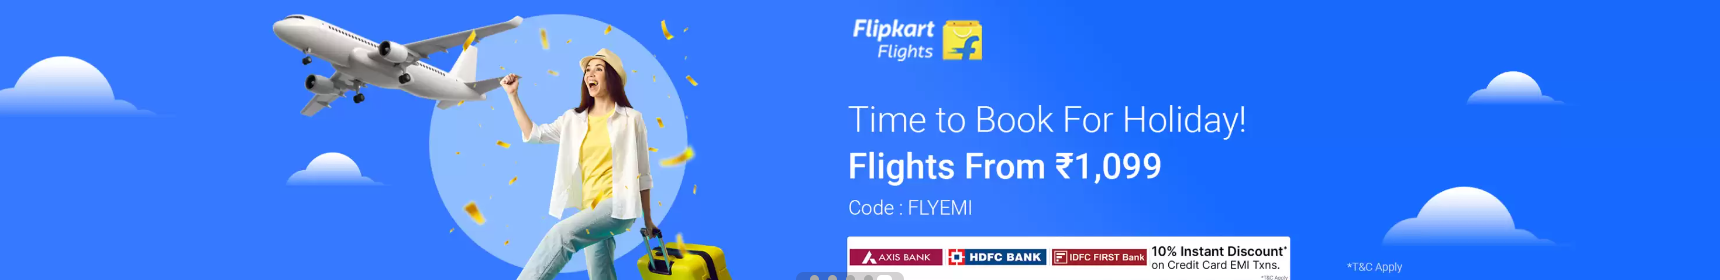 Flipkart
Flights
Time to Book For Holiday!
Flights From ₹1,099
Code : FLYEMI
AXIS BANK HDFC BANK IDFC FIRST Bank 10% Instant Discount*
on Credit Card EMI Txns.
*T&C Apply
*T&C Apply